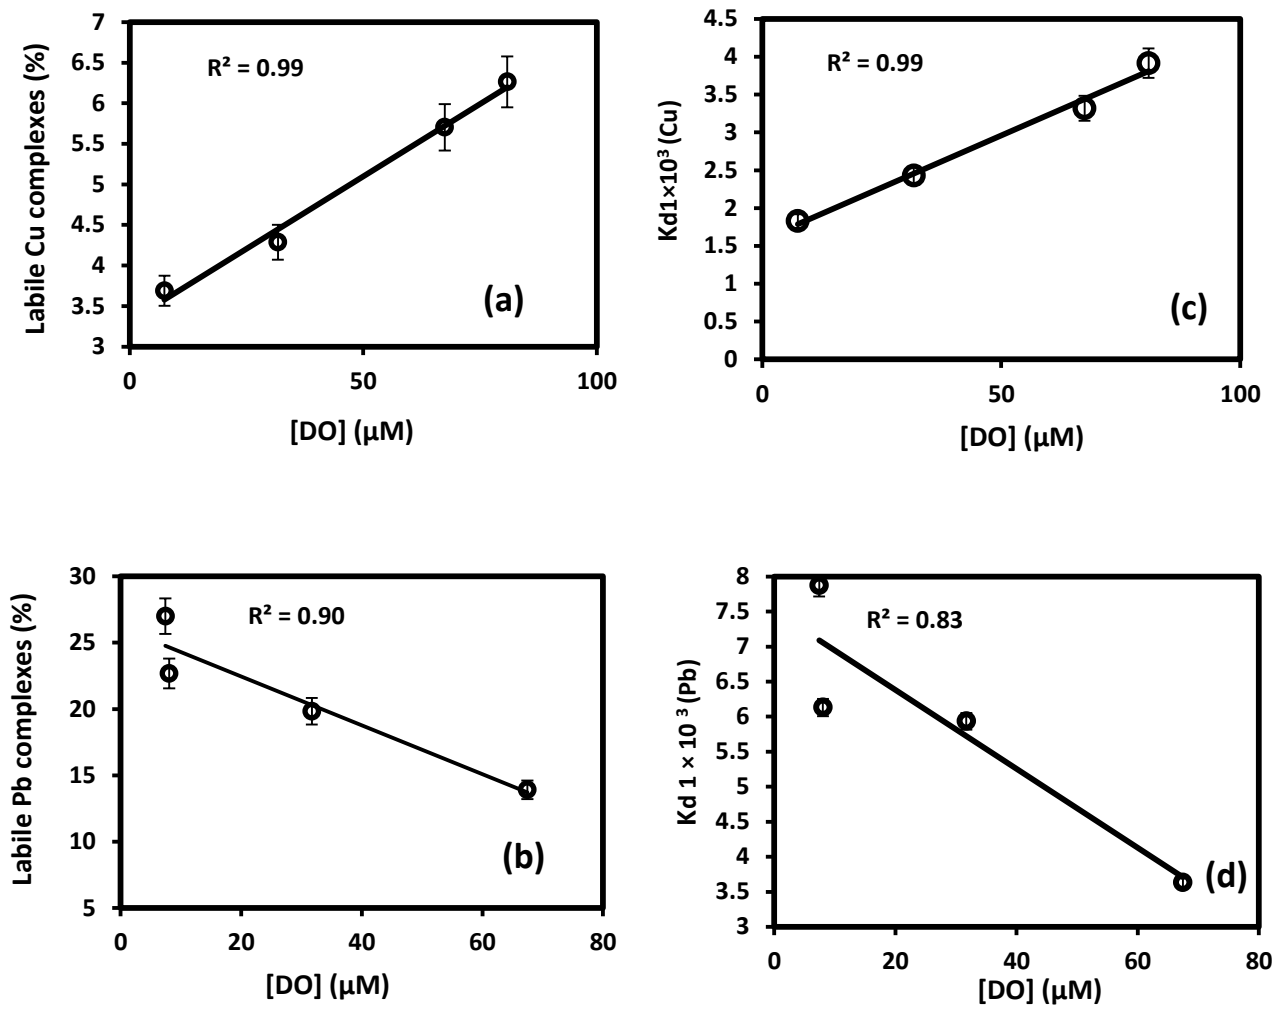 Labile Cu complexes (%)
7
6.5
6
5.5
5
4.5
4
3.5
3
R² = 0.99
(a)
0 50 100
[DO] (μM)
Kd1×10³ (Cu)
4.5
4
3.5
3
2.5
2
1.5
1
0.5
0
R² = 0.99
(c)
0 50 100
[DO] (μM)
Labile Pb complexes (%)
30
25
20
15
10
5
R² = 0.90
(b)
0 20 40 60 80
[DO] (μM)
Kd 1 × 10 ³ (Pb)
8
7.5
7
6.5
6
5.5
5
4.5
4
3.5
3
R² = 0.83
(d)
0 20 40 60 80
[DO] (μM)